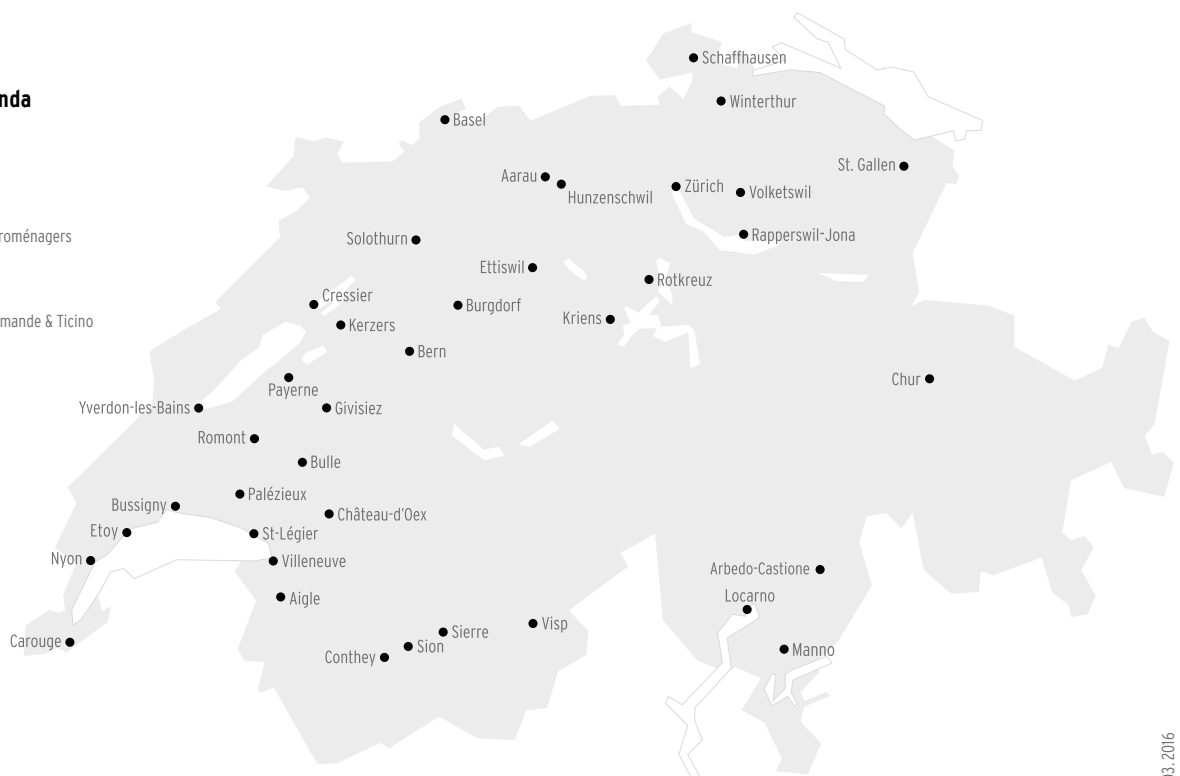 Schaffhausen
nda
Winterthur
Basel
St. Gallen
Aarau
Zürich
Volketswil
Hunzenschwil
Rapperswil-Jona
roménagers
Solothurn
Ettiswil
Rotkreuz
Cressier
Burgdorf
Kriens
mande & Ticino
Kerzers
Bern
Chur
Payerne
Yverdon-les-Bains
Givisiez
Romont
Bulle
Palézieux
Bussigny
Château-d'Oex
Etoy
St-Légier
Nyon
Villeneuve
Arbedo-Castione
Locarno
Aigle
Visp
Sierre
Carouge
Sion
Manno
Conthey
03. 2016